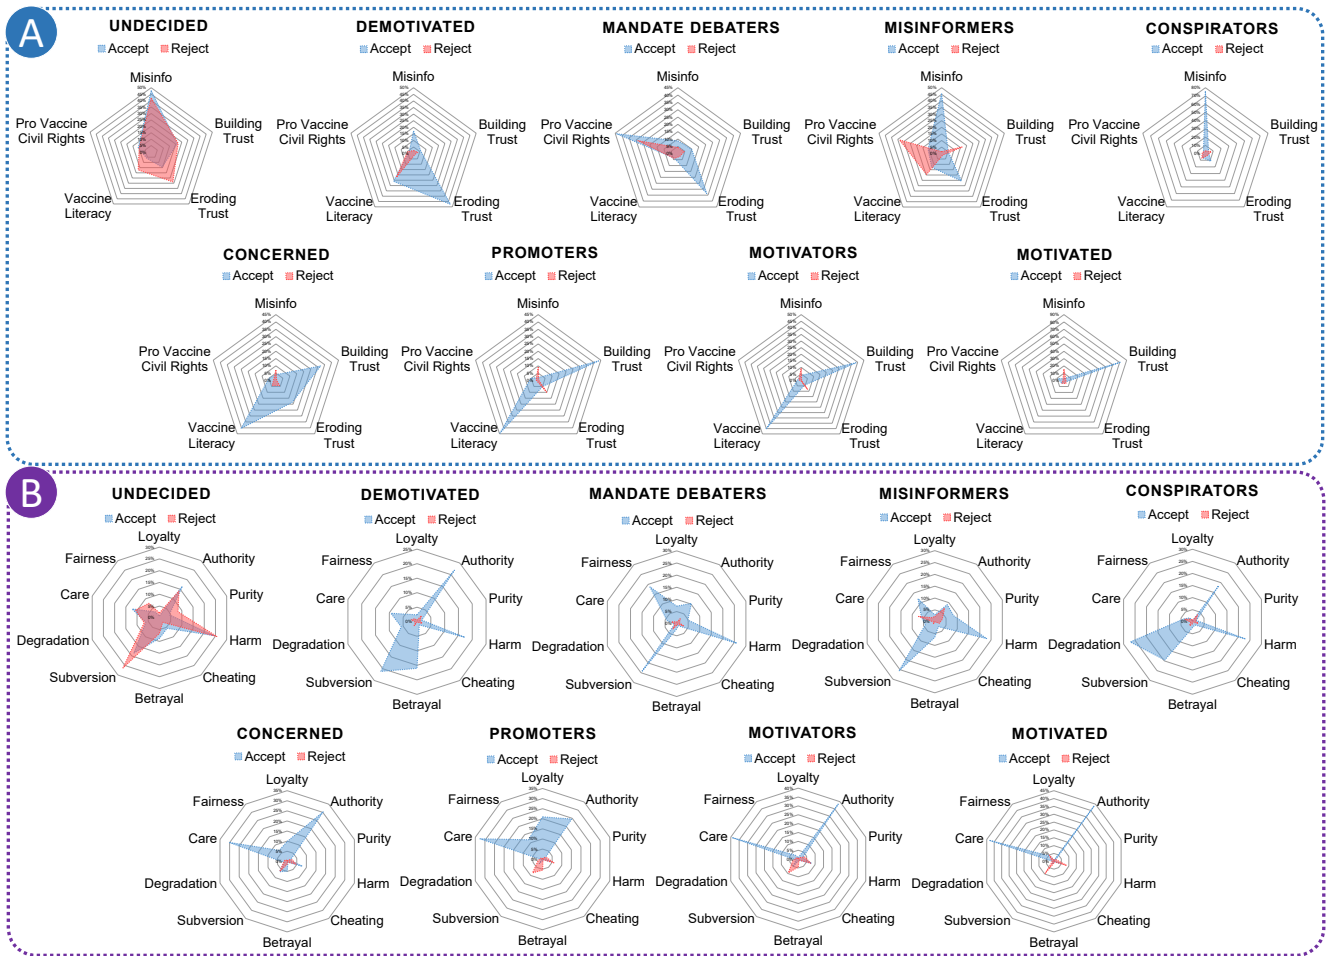 A
UNDECIDED
Accept Reject
Misinfo
Building
Trust
Eroding
Trust
Vaccine
Literacy
Pro Vaccine
Civil Rights
DEMOTIVATED
Accept Reject
Misinfo
Building
Trust
Eroding
Trust
Vaccine
Literacy
Pro Vaccine
Civil Rights
MANDATE DEBATERS
Accept Reject
Misinfo
Building
Trust
Eroding
Trust
Vaccine
Literacy
Pro Vaccine
Civil Rights
MISINFORMERS
Accept Reject
Misinfo
Building
Trust
Eroding
Trust
Vaccine
Literacy
Pro Vaccine
Civil Rights
CONSPIRATORS
Accept Reject
Misinfo
Building
Trust
Eroding
Trust
Vaccine
Literacy
Pro Vaccine
Civil Rights
CONCERNED
Accept Reject
Misinfo
Building
Trust
Eroding
Trust
Vaccine
Literacy
Pro Vaccine
Civil Rights
PROMOTERS
Accept Reject
Misinfo
Building
Trust
Eroding
Trust
Vaccine
Literacy
Pro Vaccine
Civil Rights
MOTIVATORS
Accept Reject
Misinfo
Building
Trust
Eroding
Trust
Vaccine
Literacy
Pro Vaccine
Civil Rights
MOTIVATED
Accept Reject
Misinfo
Building
Trust
Eroding
Trust
Vaccine
Literacy
Pro Vaccine
Civil Rights
B
UNDECIDED
Accept Reject
Loyalty
Authority
Purity
Harm
Cheating
Betrayal
Subversion
Degradation
Care
Fairness
DEMOTIVATED
Accept Reject
Loyalty
Authority
Purity
Harm
Cheating
Betrayal
Subversion
Degradation
Care
Fairness
MANDATE DEBATERS
Accept Reject
Loyalty
Authority
Purity
Harm
Cheating
Betrayal
Subversion
Degradation
Care
Fairness
MISINFORMERS
Accept Reject
Loyalty
Authority
Purity
Harm
Cheating
Betrayal
Subversion
Degradation
Care
Fairness
CONSPIRATORS
Accept Reject
Loyalty
Authority
Purity
Harm
Cheating
Betrayal
Subversion
Degradation
Care
Fairness
CONCERNED
Accept Reject
Loyalty
Authority
Purity
Harm
Cheating
Betrayal
Subversion
Degradation
Care
Fairness
PROMOTERS
Accept Reject
Loyalty
Authority
Purity
Harm
Cheating
Betrayal
Subversion
Degradation
Care
Fairness
MOTIVATORS
Accept Reject
Loyalty
Authority
Purity
Harm
Cheating
Betrayal
Subversion
Degradation
Care
Fairness
MOTIVATED
Accept Reject
Loyalty
Authority
Purity
Harm
Cheating
Betrayal
Subversion
Degradation
Care
Fairness